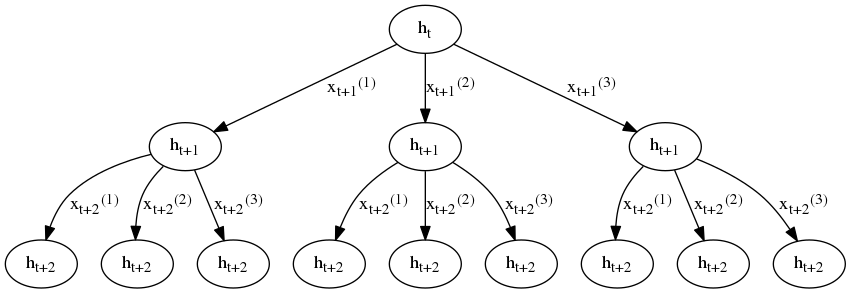 h_t
x_{t+1}^{(1)} x_{t+1}^{(2)} x_{t+1}^{(3)}
h_{t+1} h_{t+1} h_{t+1}
x_{t+2}^{(1)} x_{t+2}^{(2)} x_{t+2}^{(3)} x_{t+2}^{(1)} x_{t+2}^{(2)} x_{t+2}^{(3)} x_{t+2}^{(1)} x_{t+2}^{(2)} x_{t+2}^{(3)}
h_{t+2} h_{t+2} h_{t+2} h_{t+2} h_{t+2} h_{t+2} h_{t+2} h_{t+2} h_{t+2}